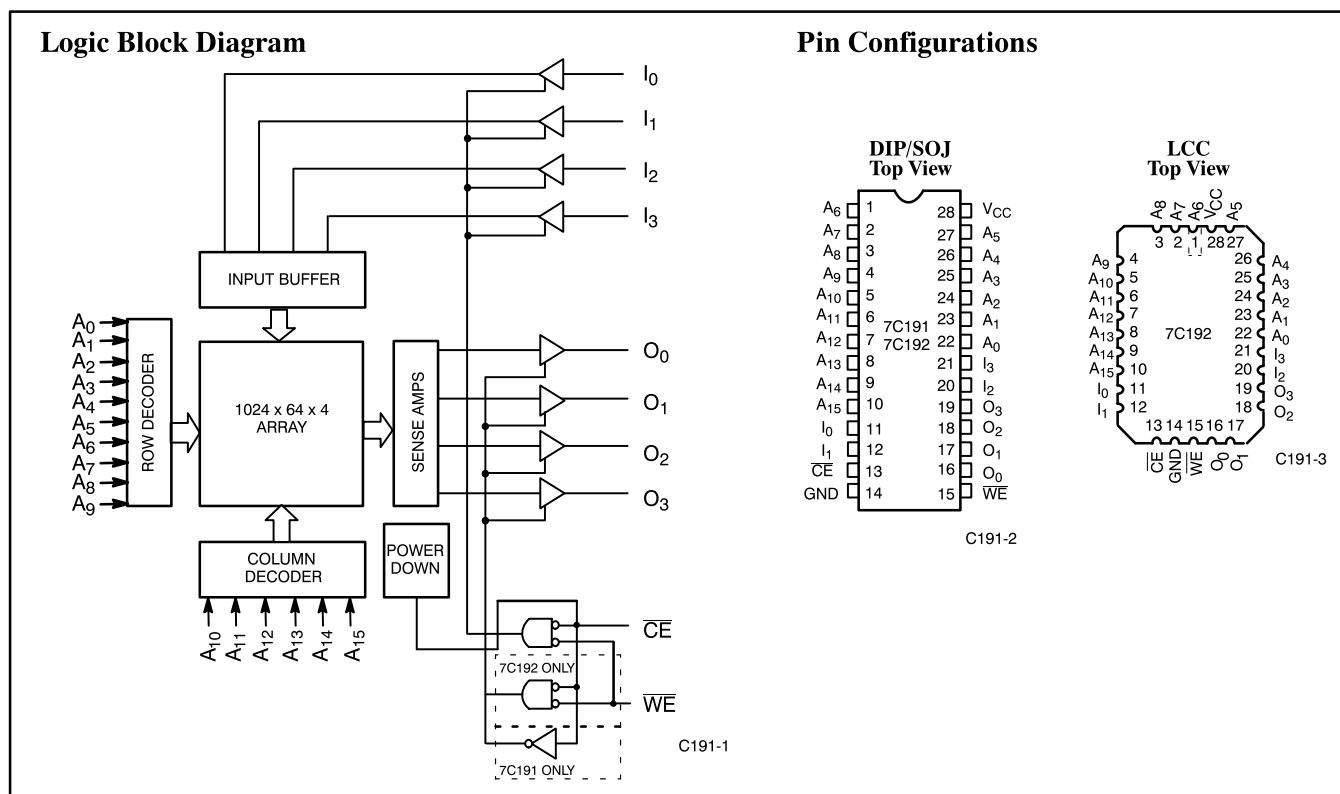 Logic Block Diagram
I0
I1
I2
I3
INPUT BUFFER
A0
A1
A2
A3
A4
A5
A6
A7
A8
A9
ROW DECODER
1024 x 64 x 4
ARRAY
SENSE AMPS
O0
O1
O2
O3
COLUMN
DECODER
POWER
DOWN
A10
A11
A12
A13
A14
A15
CE
7C192 ONLY
WE
7C191 ONLY
C191-1
Pin Configurations
DIP/SOJ
Top View
A6 1 28 VCC
A7 2 27 A5
A8 3 26 A4
A9 4 25 A3
A10 5 24 A2
A11 6 23 A1
7C191
A12 7 22 A0
7C192
A13 8 21 I3
A14 9 20 I2
A15 10 19 O3
I0 11 18 O2
I1 12 17 O1
CE 13 16 O0
GND 14 15 WE
C191-2
LCC
Top View
A8 A7 A6 VCC A5
3 2 1 28 27
A9 4 26 A4
A10 5 25 A3
A11 6 24 A2
A12 7 23 A1
A13 8 7C192 22 A0
A14 9 21 I3
A15 10 20 I2
I0 11 19 O3
I1 12 18 O2
13 14 15 16 17
CE GND WE O0 O1
C191-3